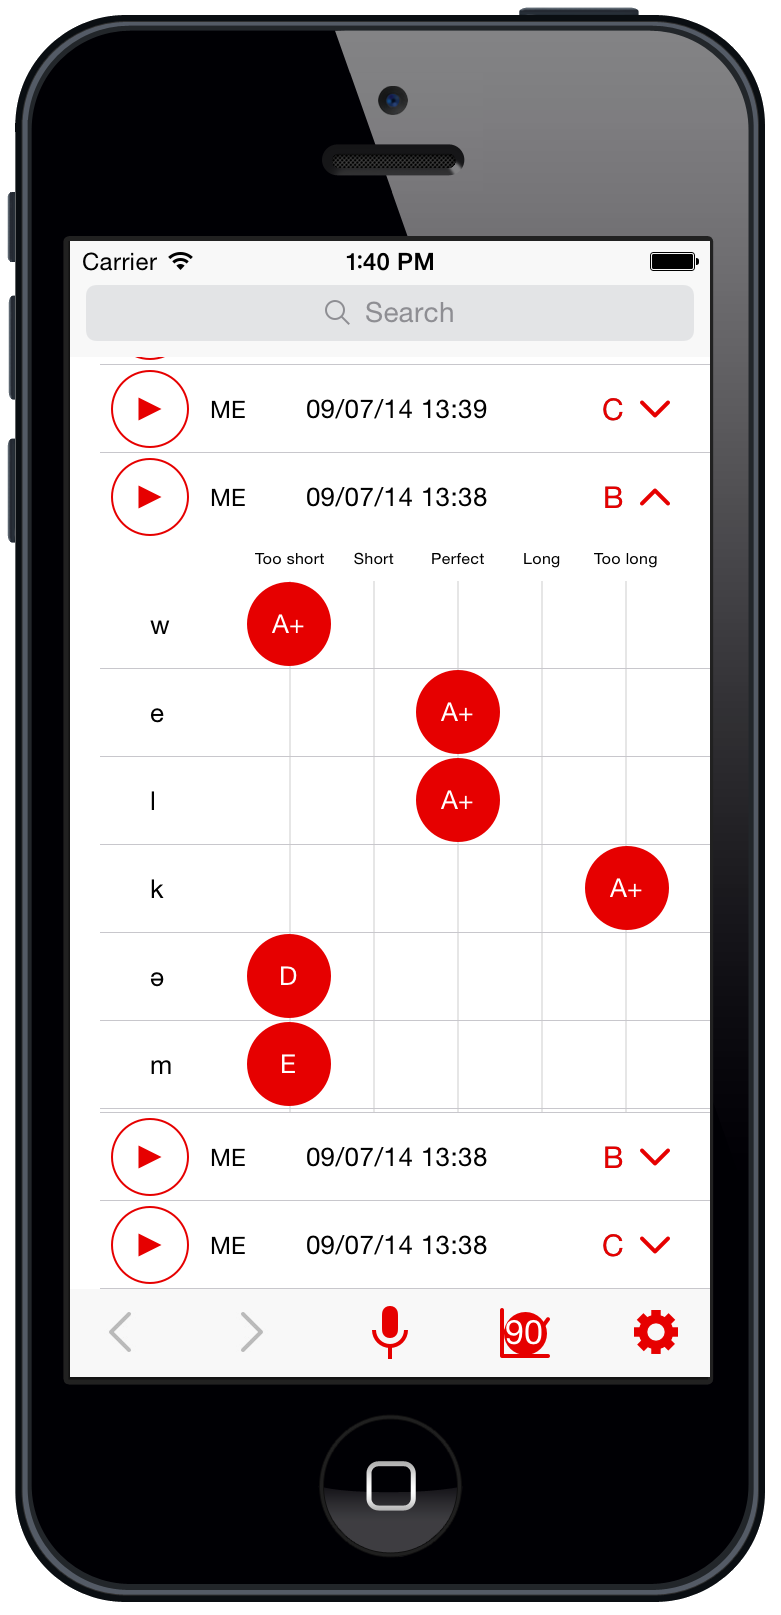 Carrier 1:40 PM
Search
ME 09/07/14 13:39 C
ME 09/07/14 13:38 B
Too short Short Perfect Long Too long
w A+
e A+
l A+
k A+
ə D
m E
ME 09/07/14 13:38 B
ME 09/07/14 13:38 C
90